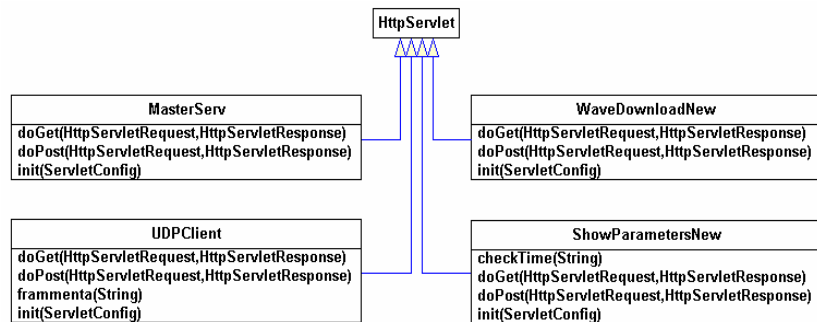 HttpServlet
MasterServ
doGet(HttpServletRequest,HttpServletResponse)
doPost(HttpServletRequest,HttpServletResponse)
init(ServletConfig)
WaveDownloadNew
doGet(HttpServletRequest,HttpServletResponse)
doPost(HttpServletRequest,HttpServletResponse)
init(ServletConfig)
UDPClient
doGet(HttpServletRequest,HttpServletResponse)
doPost(HttpServletRequest,HttpServletResponse)
frammenta(String)
init(ServletConfig)
ShowParametersNew
checkTime(String)
doGet(HttpServletRequest,HttpServletResponse)
doPost(HttpServletRequest,HttpServletResponse)
init(ServletConfig)